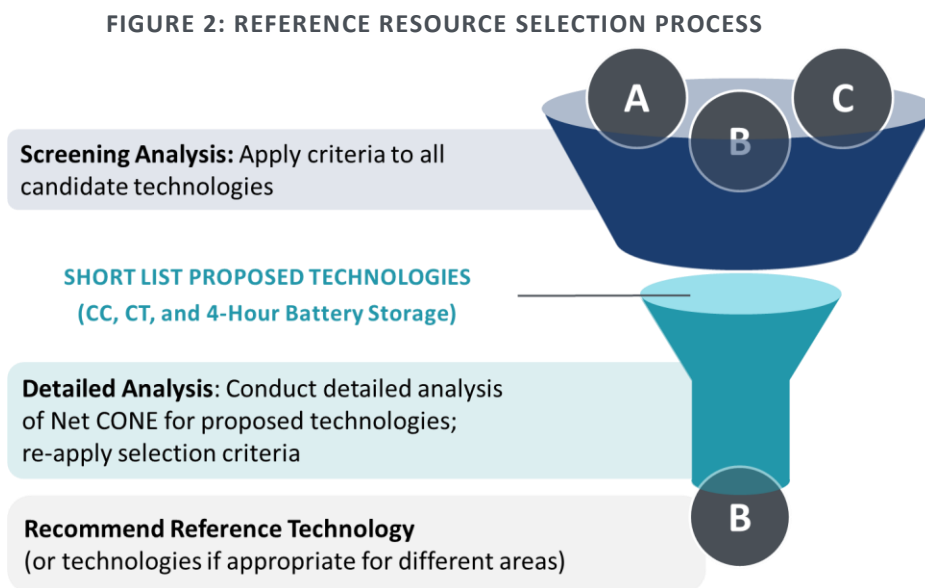 FIGURE 2: REFERENCE RESOURCE SELECTION PROCESS
A
B
C
Screening Analysis: Apply criteria to all
candidate technologies
SHORT LIST PROPOSED TECHNOLOGIES
(CC, CT, and 4-Hour Battery Storage)
Detailed Analysis: Conduct detailed analysis
of Net CONE for proposed technologies;
re-apply selection criteria
B
Recommend Reference Technology
(or technologies if appropriate for different areas)